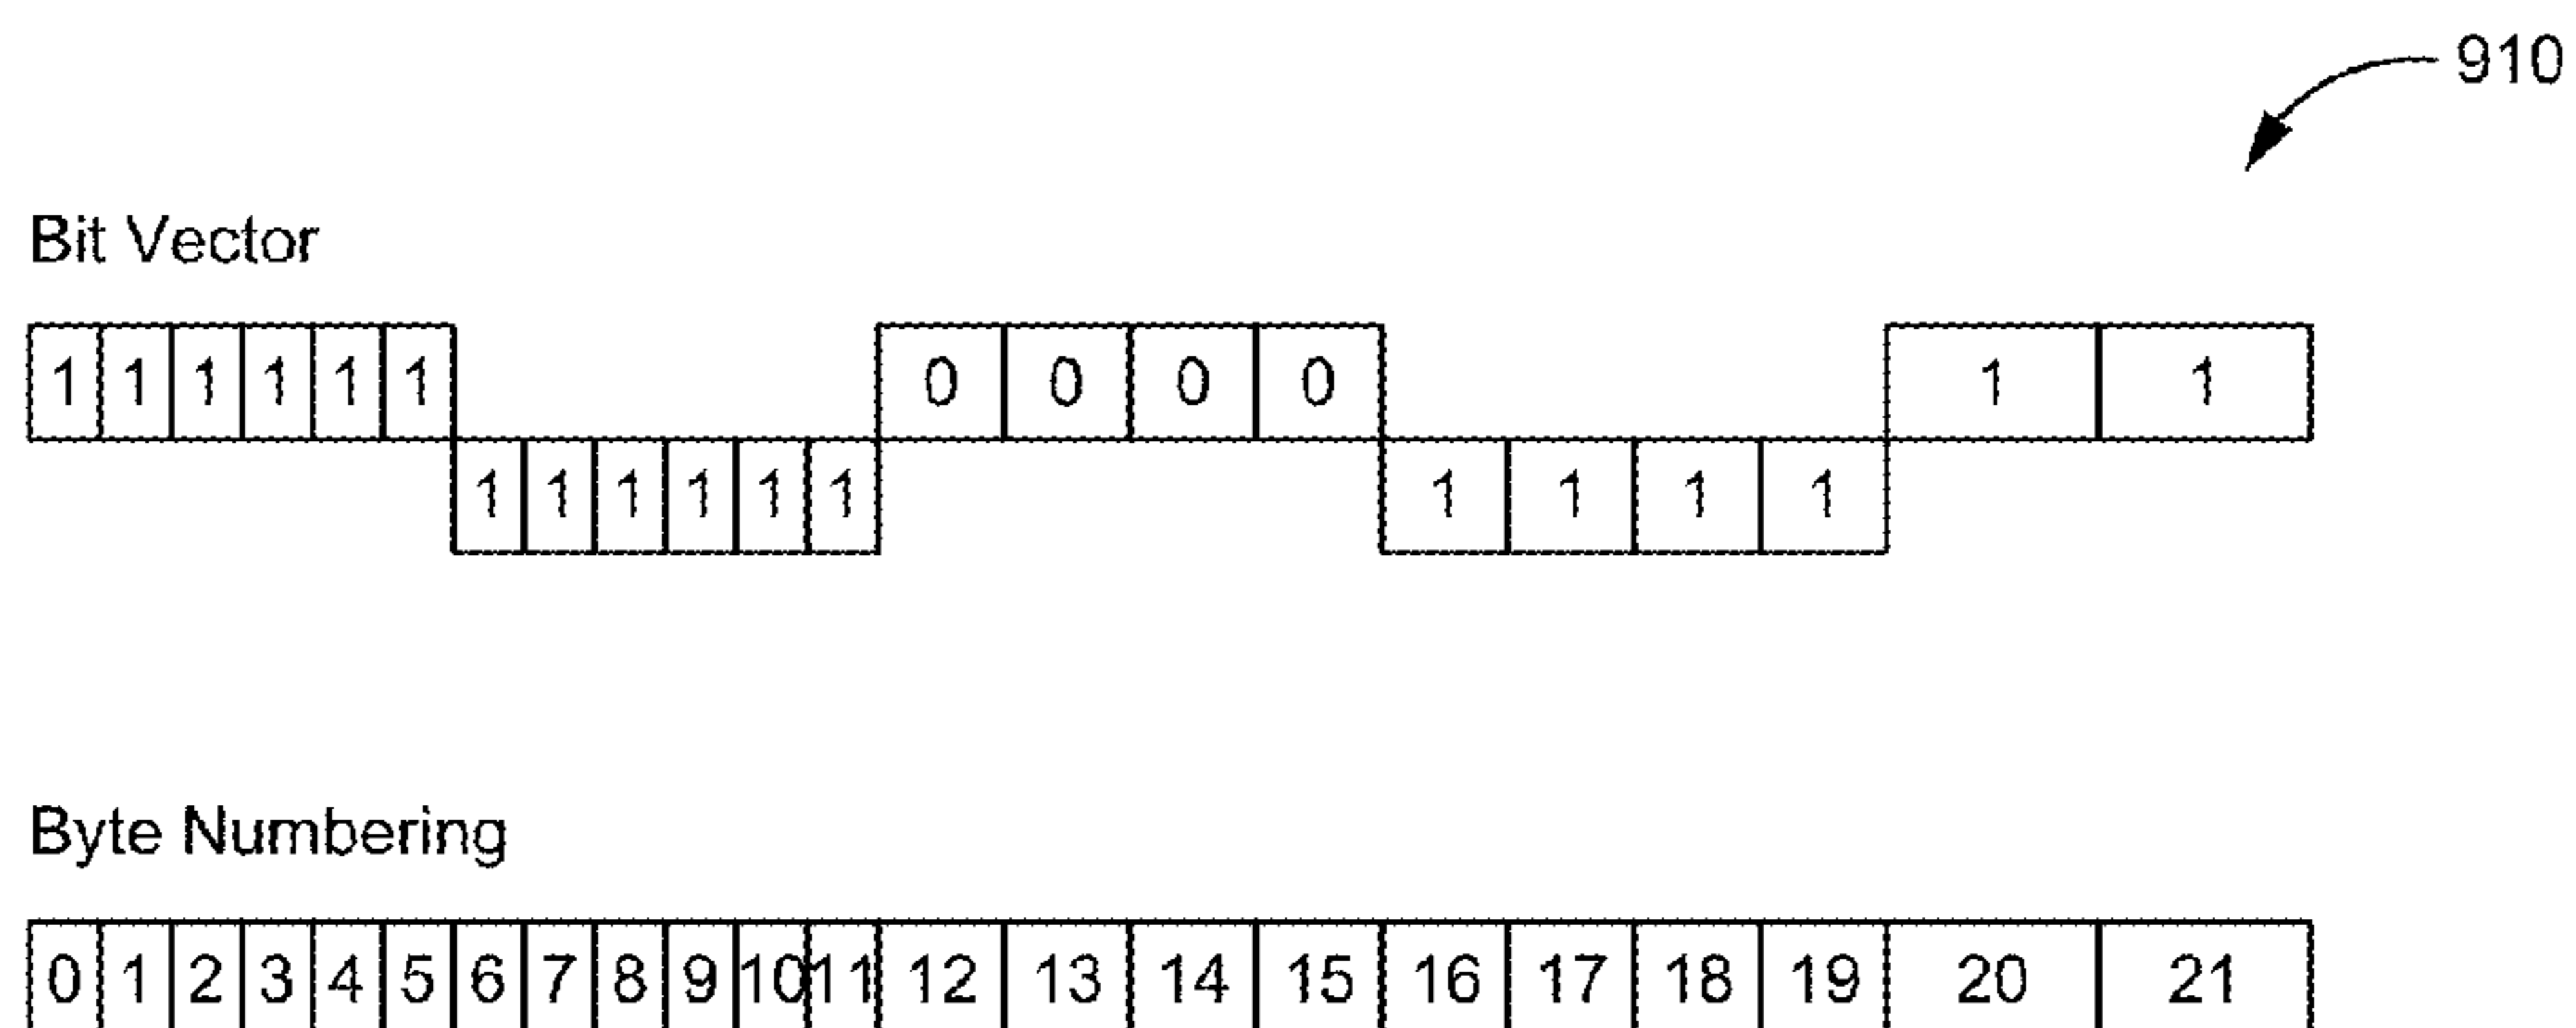 910
Bit Vector
1 1 1 1 1 1 0 0 0 0 1 1
1 1 1 1 1 1 1 1 1 1
Byte Numbering
0 1 2 3 4 5 6 7 8 9 10 11 12 13 14 15 16 17 18 19 20 21